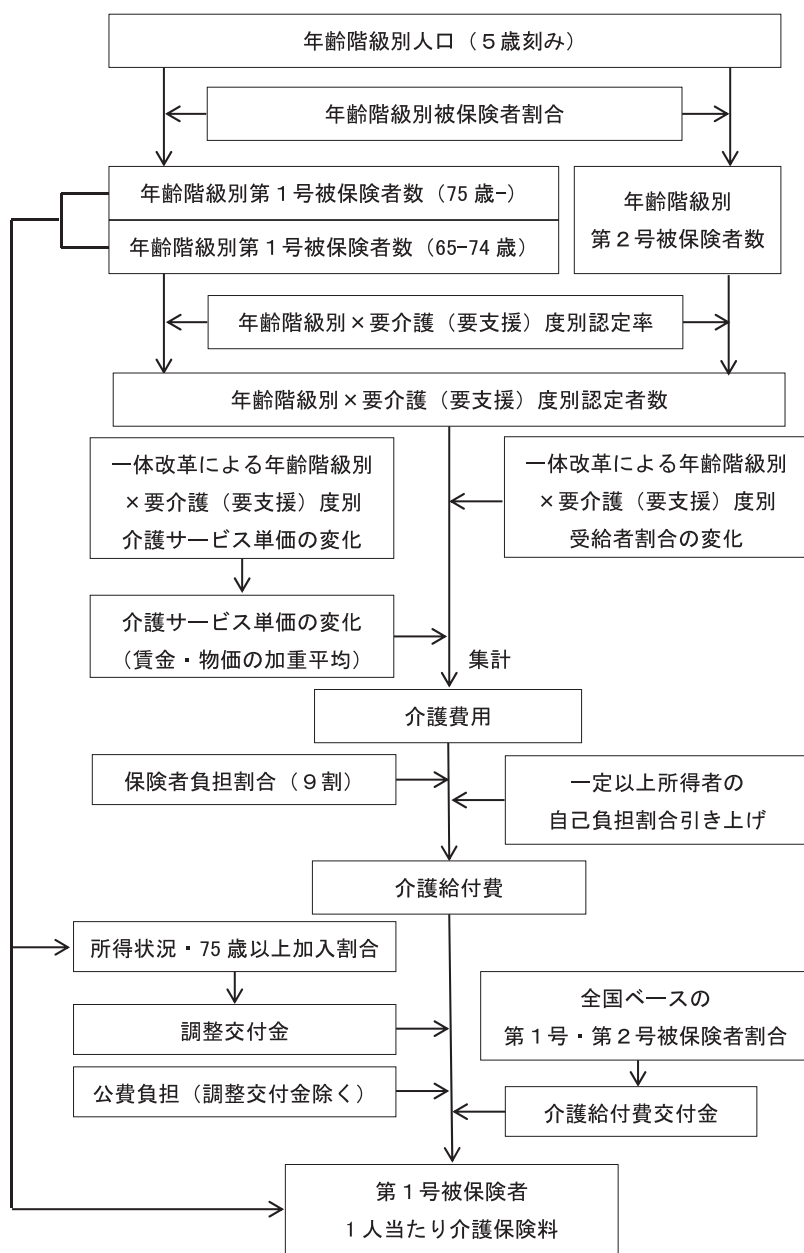 年齢階級別人口（５歳刻み）
年齢階級別被保険者割合
年齢階級別第１号被保険者数（75 歳-）
年齢階級別第１号被保険者数（65-74 歳）
年齢階級別
第２号被保険者数
年齢階級別×要介護（要支援）度別認定率
年齢階級別×要介護（要支援）度別認定者数
一体改革による年齢階級別
×要介護（要支援）度別
介護サービス単価の変化
一体改革による年齢階級別
×要介護（要支援）度別
受給者割合の変化
介護サービス単価の変化
（賃金・物価の加重平均）
集計
介護費用
保険者負担割合（９割）
一定以上所得者の
自己負担割合引き上げ
介護給付費
所得状況・75 歳以上加入割合
調整交付金
全国ベースの
第１号・第２号被保険者割合
公費負担（調整交付金除く）
介護給付費交付金
第１号被保険者
１人当たり介護保険料